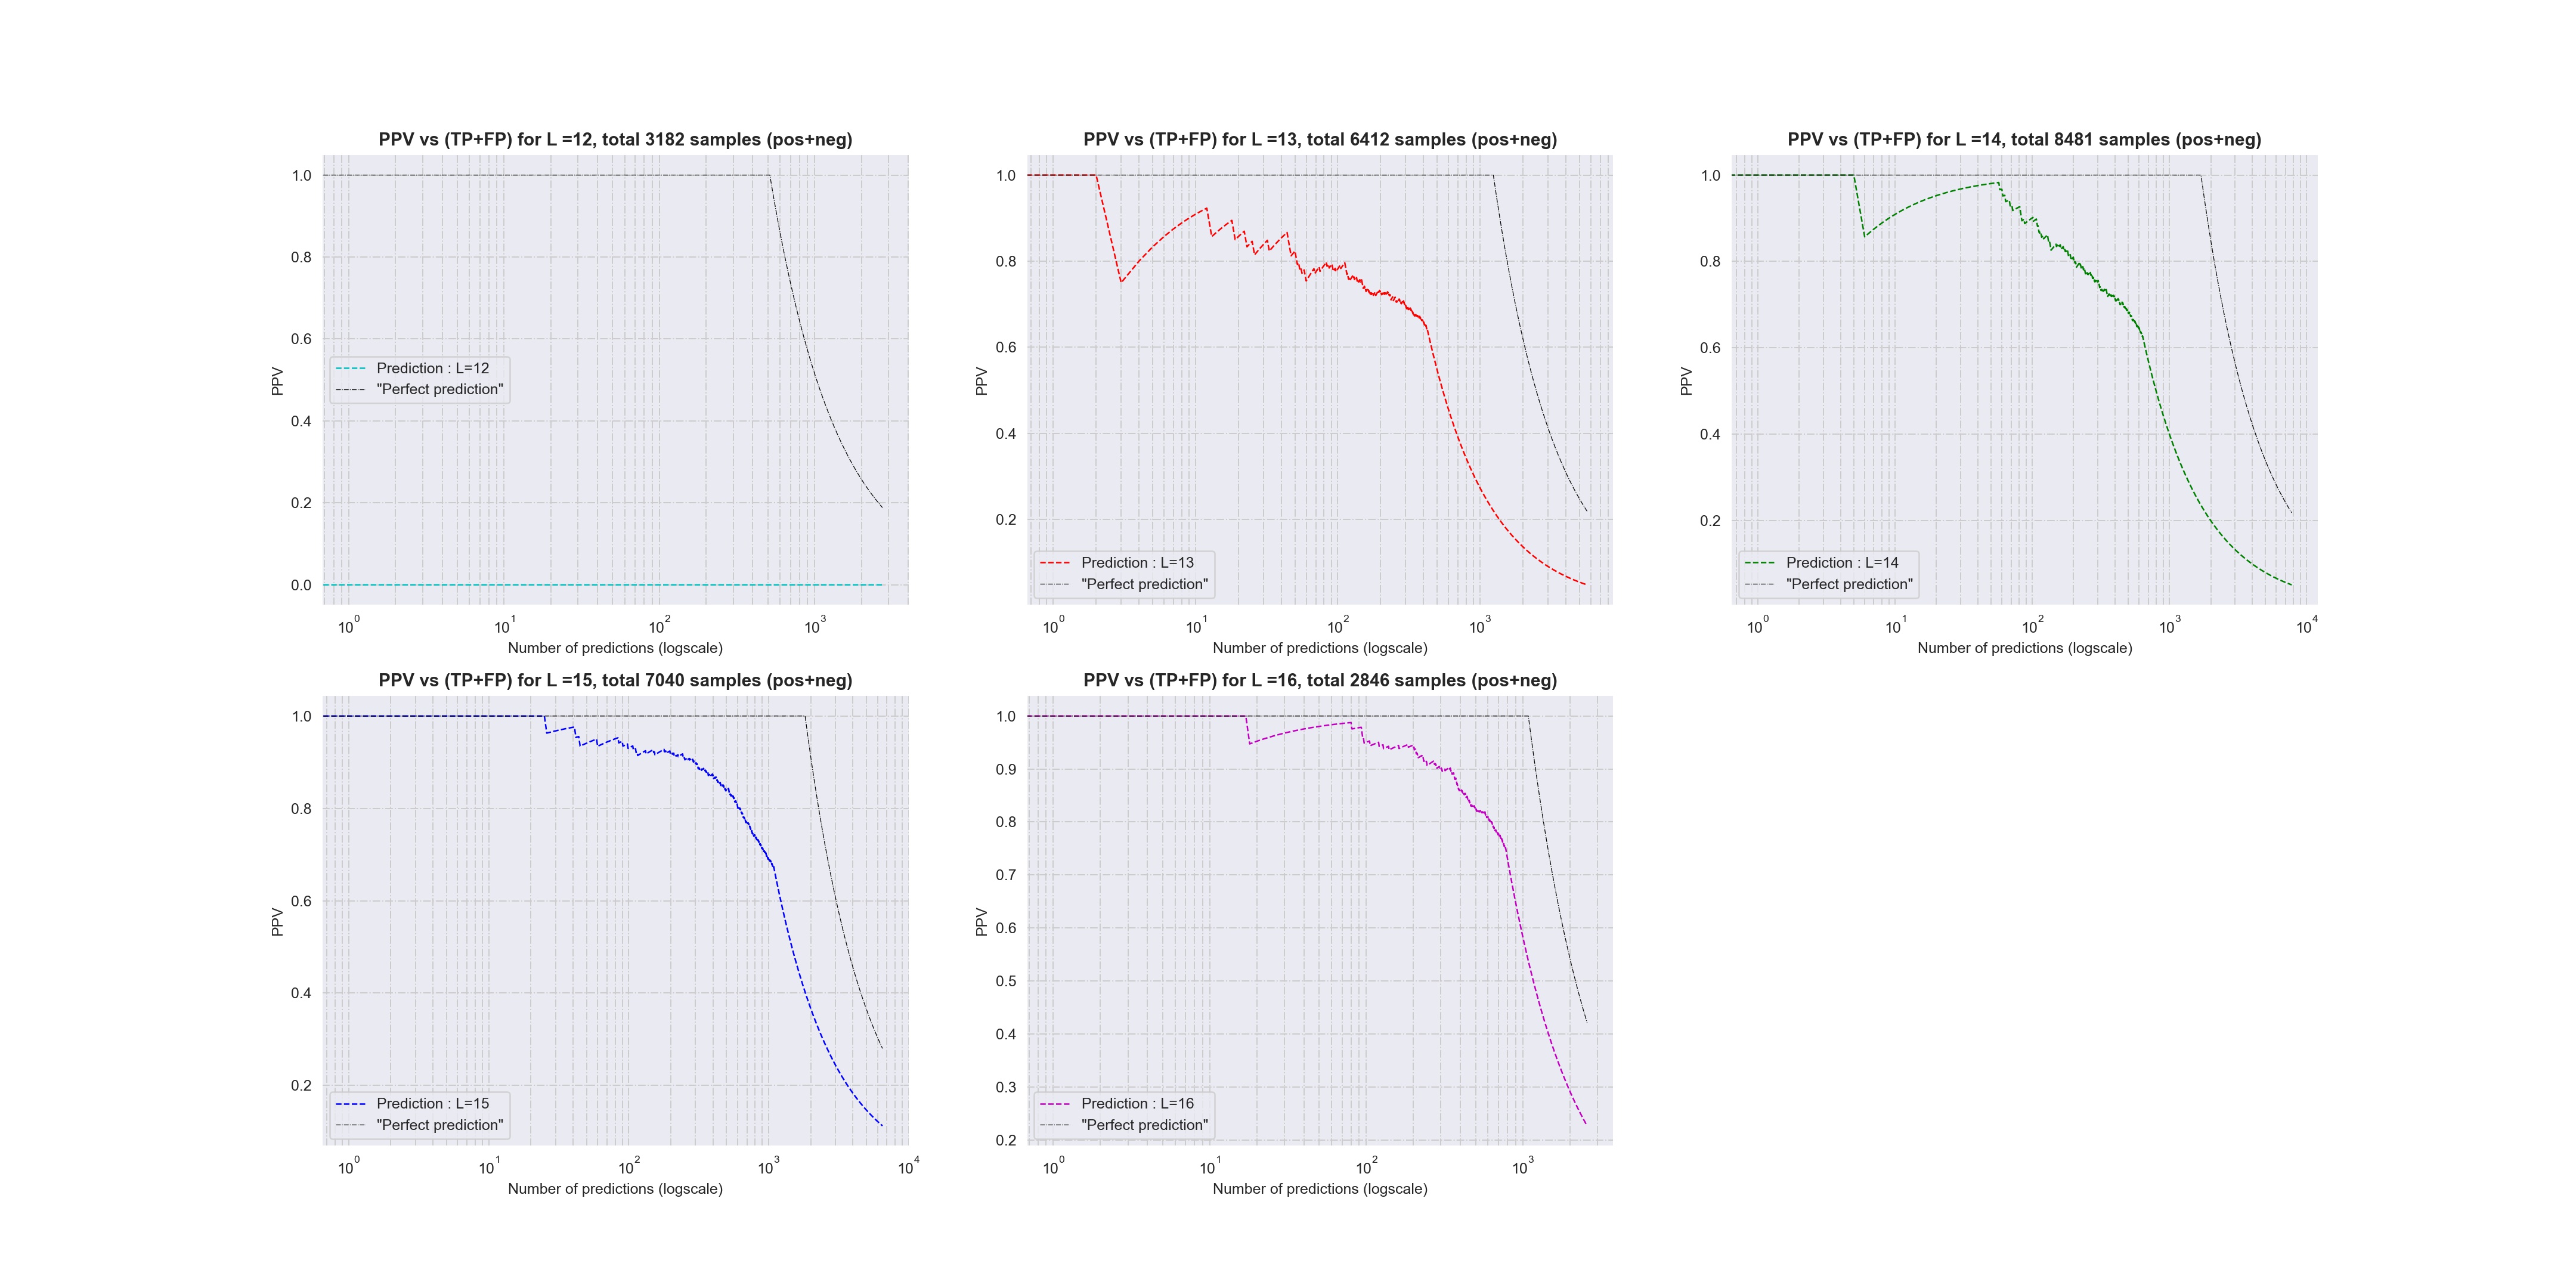 PPV vs (TP+FP) for L =12, total 3182 samples (pos+neg)
1.0
0.8
0.6
0.4
0.2
0.0
PPV
Prediction : L=12
"Perfect prediction"
10^0 10^1 10^2 10^3
Number of predictions (logscale)
PPV vs (TP+FP) for L =13, total 6412 samples (pos+neg)
1.0
0.8
0.6
0.4
0.2
PPV
Prediction : L=13
"Perfect prediction"
10^0 10^1 10^2 10^3
Number of predictions (logscale)
PPV vs (TP+FP) for L =14, total 8481 samples (pos+neg)
1.0
0.8
0.6
0.4
0.2
PPV
Prediction : L=14
"Perfect prediction"
10^0 10^1 10^2 10^3 10^4
Number of predictions (logscale)
PPV vs (TP+FP) for L =15, total 7040 samples (pos+neg)
1.0
0.8
0.6
0.4
0.2
PPV
Prediction : L=15
"Perfect prediction"
10^0 10^1 10^2 10^3 10^4
Number of predictions (logscale)
PPV vs (TP+FP) for L =16, total 2846 samples (pos+neg)
1.0
0.9
0.8
0.7
0.6
0.5
0.4
0.3
0.2
PPV
Prediction : L=16
"Perfect prediction"
10^0 10^1 10^2 10^3
Number of predictions (logscale)